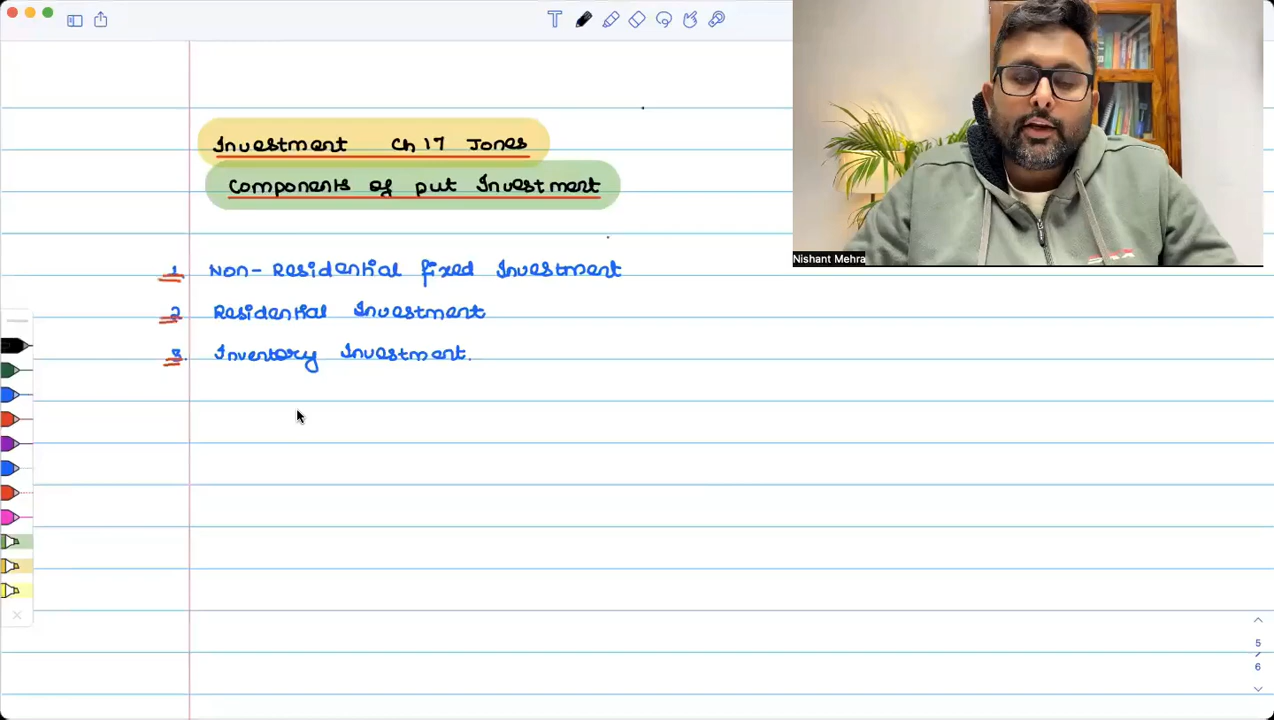 Investment Ch 17 Jones
Components of put Investment
1 Non-Residential fixed Investment
2 Residential Investment
3. Inventory Investment.
Nishant Mehra
5
6